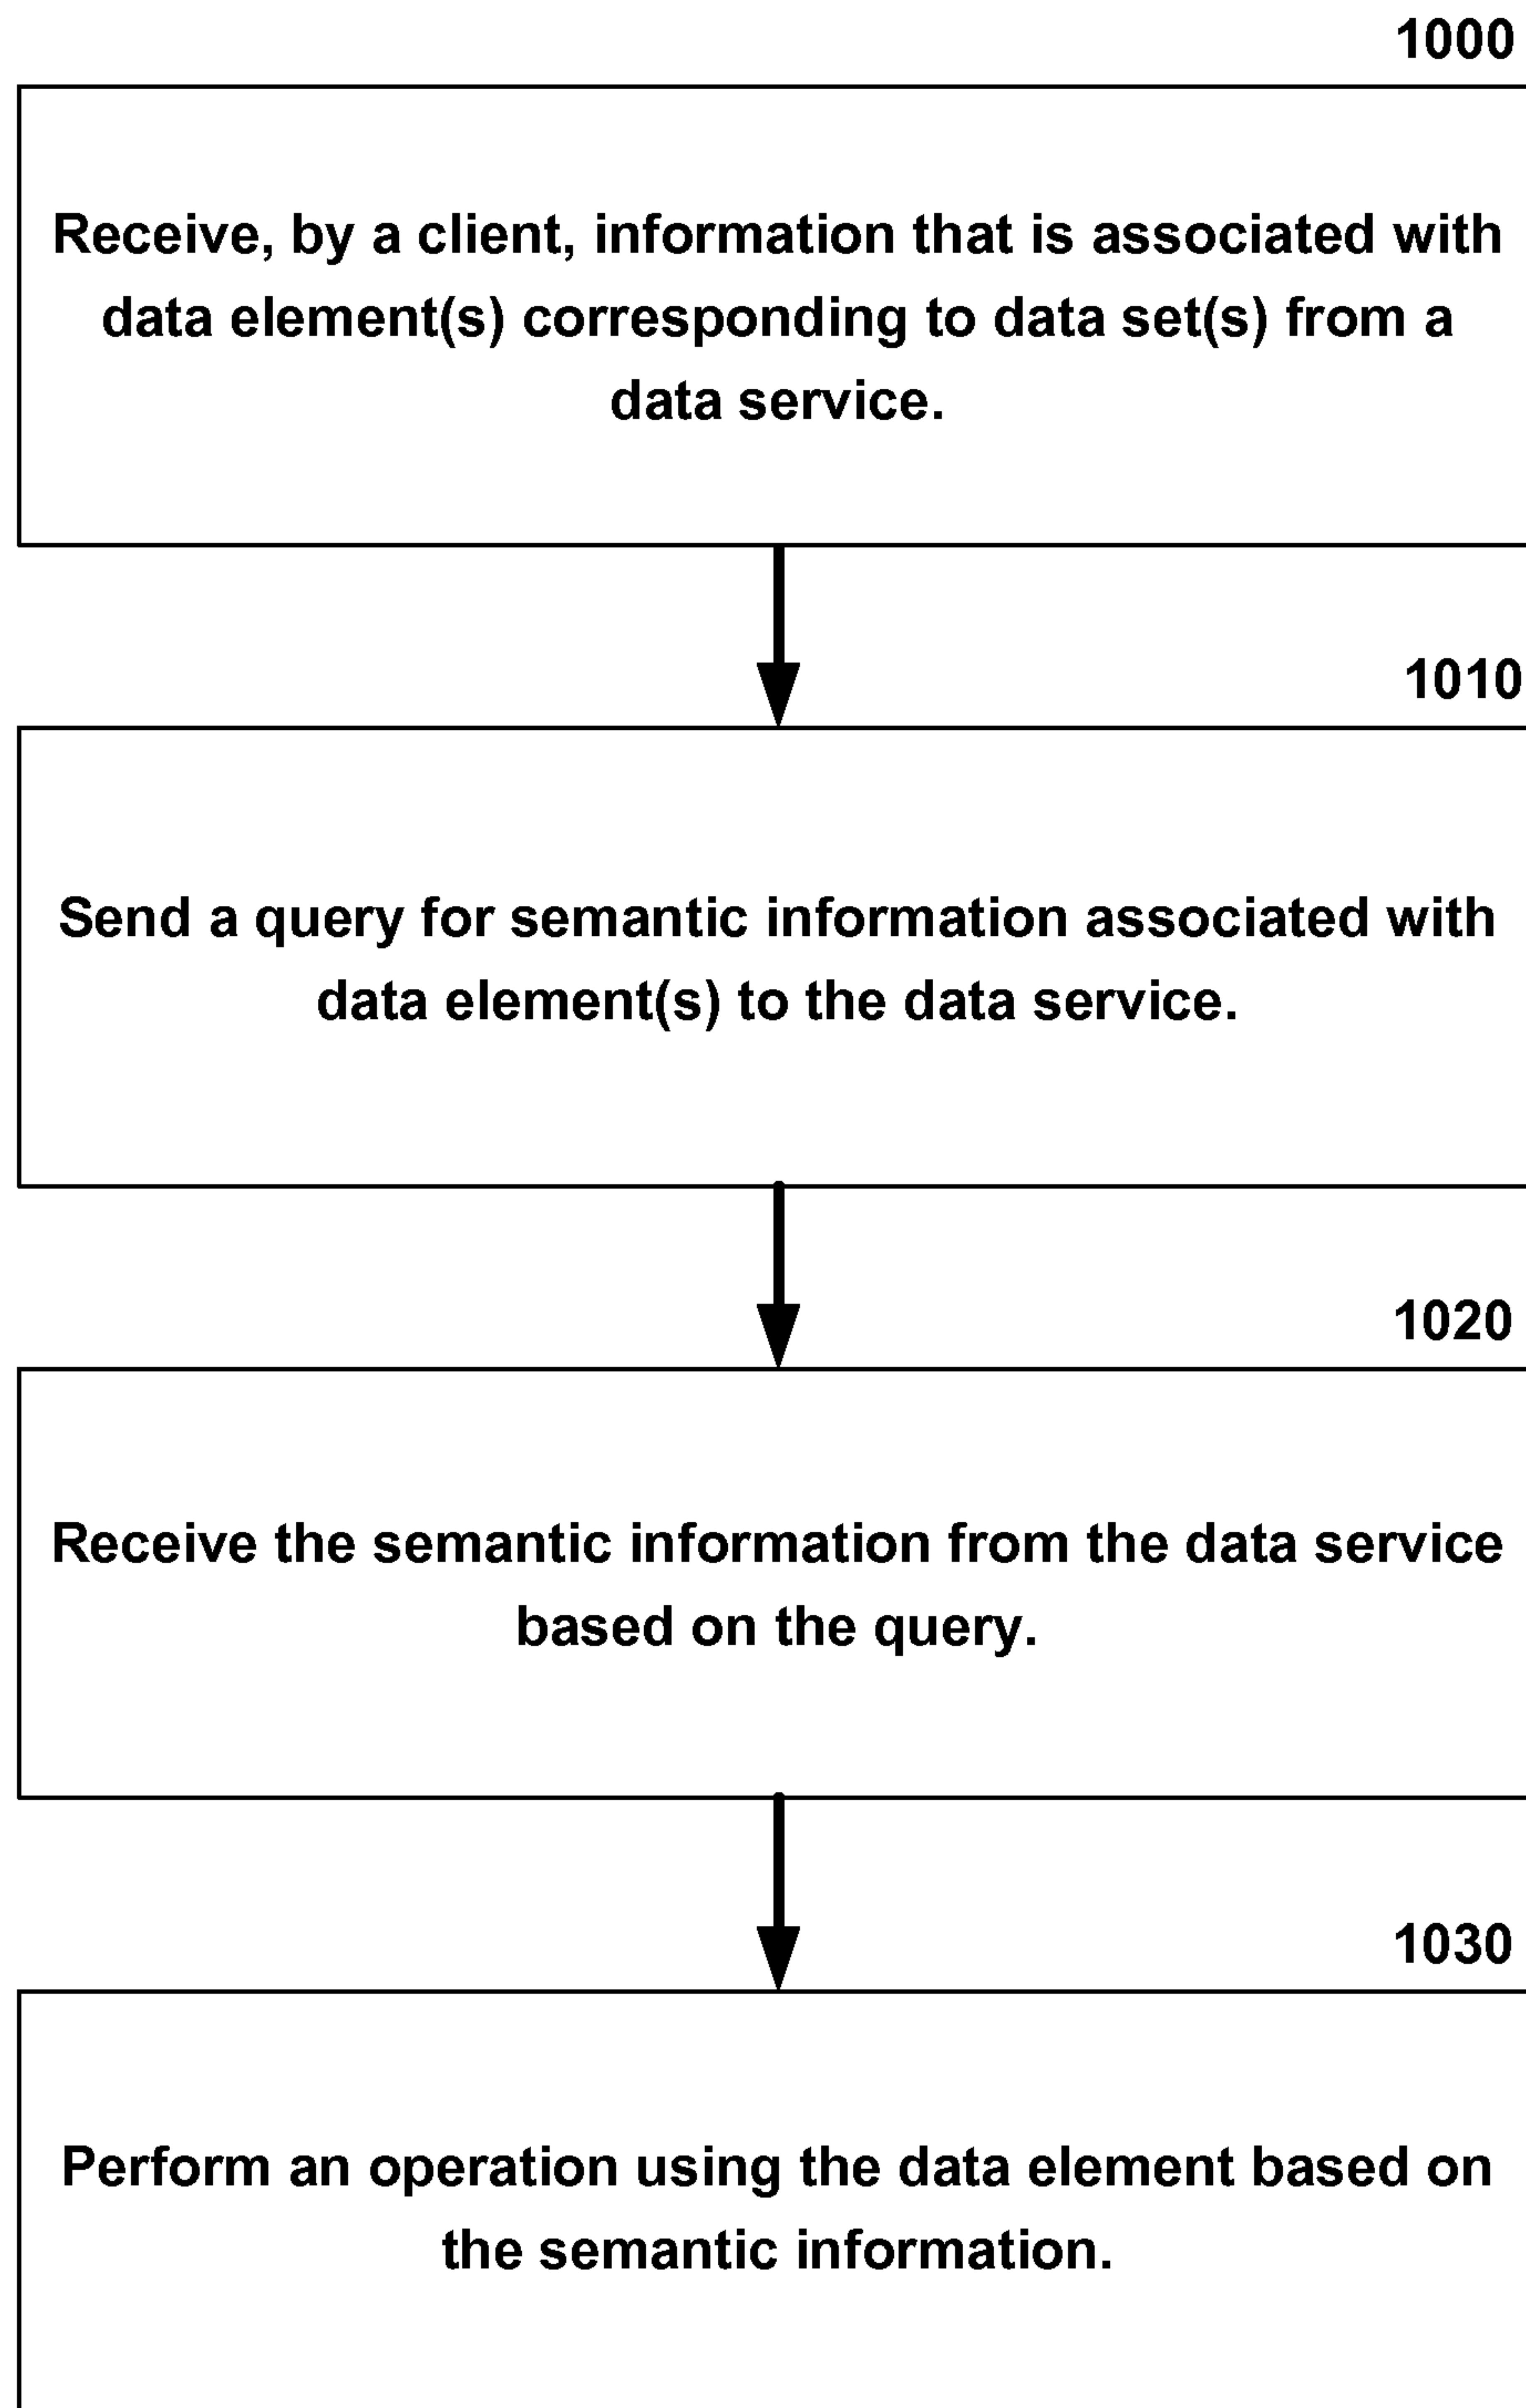 1000
Receive, by a client, information that is associated with
data element(s) corresponding to data set(s) from a
data service.
1010
Send a query for semantic information associated with
data element(s) to the data service.
1020
Receive the semantic information from the data service
based on the query.
1030
Perform an operation using the data element based on
the semantic information.